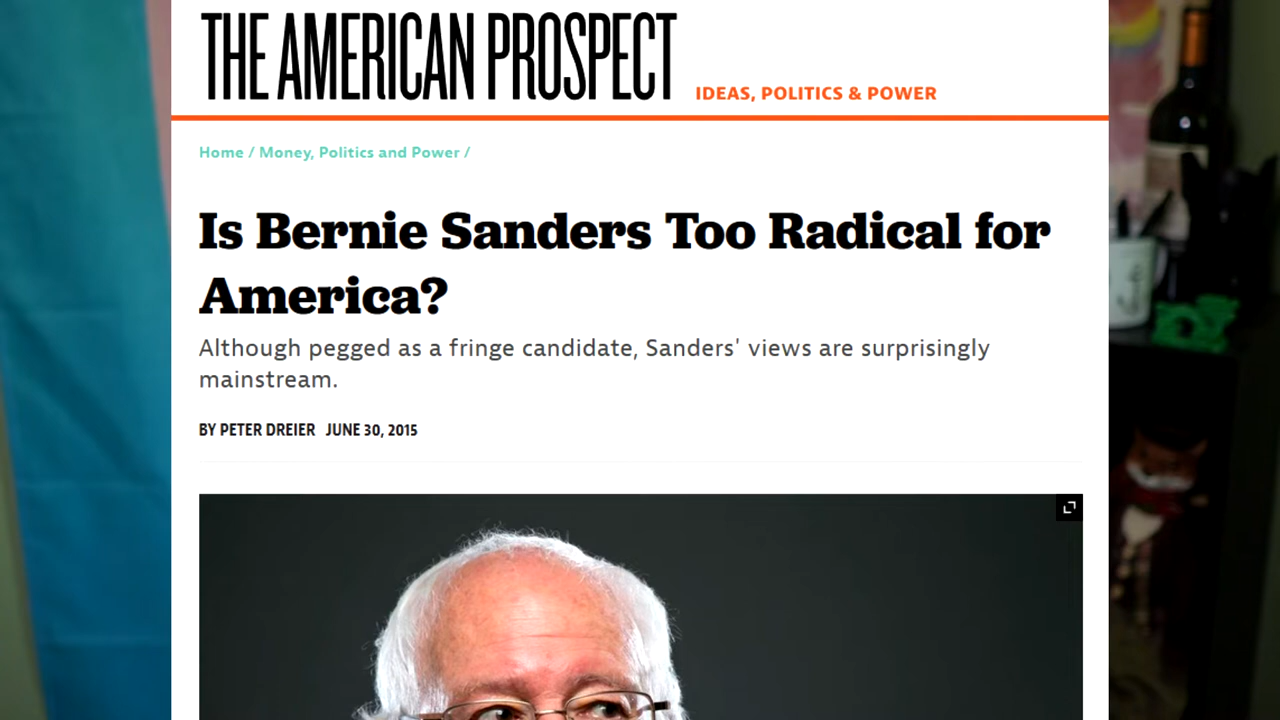 THE AMERICAN PROSPECT
IDEAS, POLITICS & POWER
Home / Money, Politics and Power /
Is Bernie Sanders Too Radical for
America?
Although pegged as a fringe candidate, Sanders' views are surprisingly
mainstream.
BY PETER DREIER JUNE 30, 2015